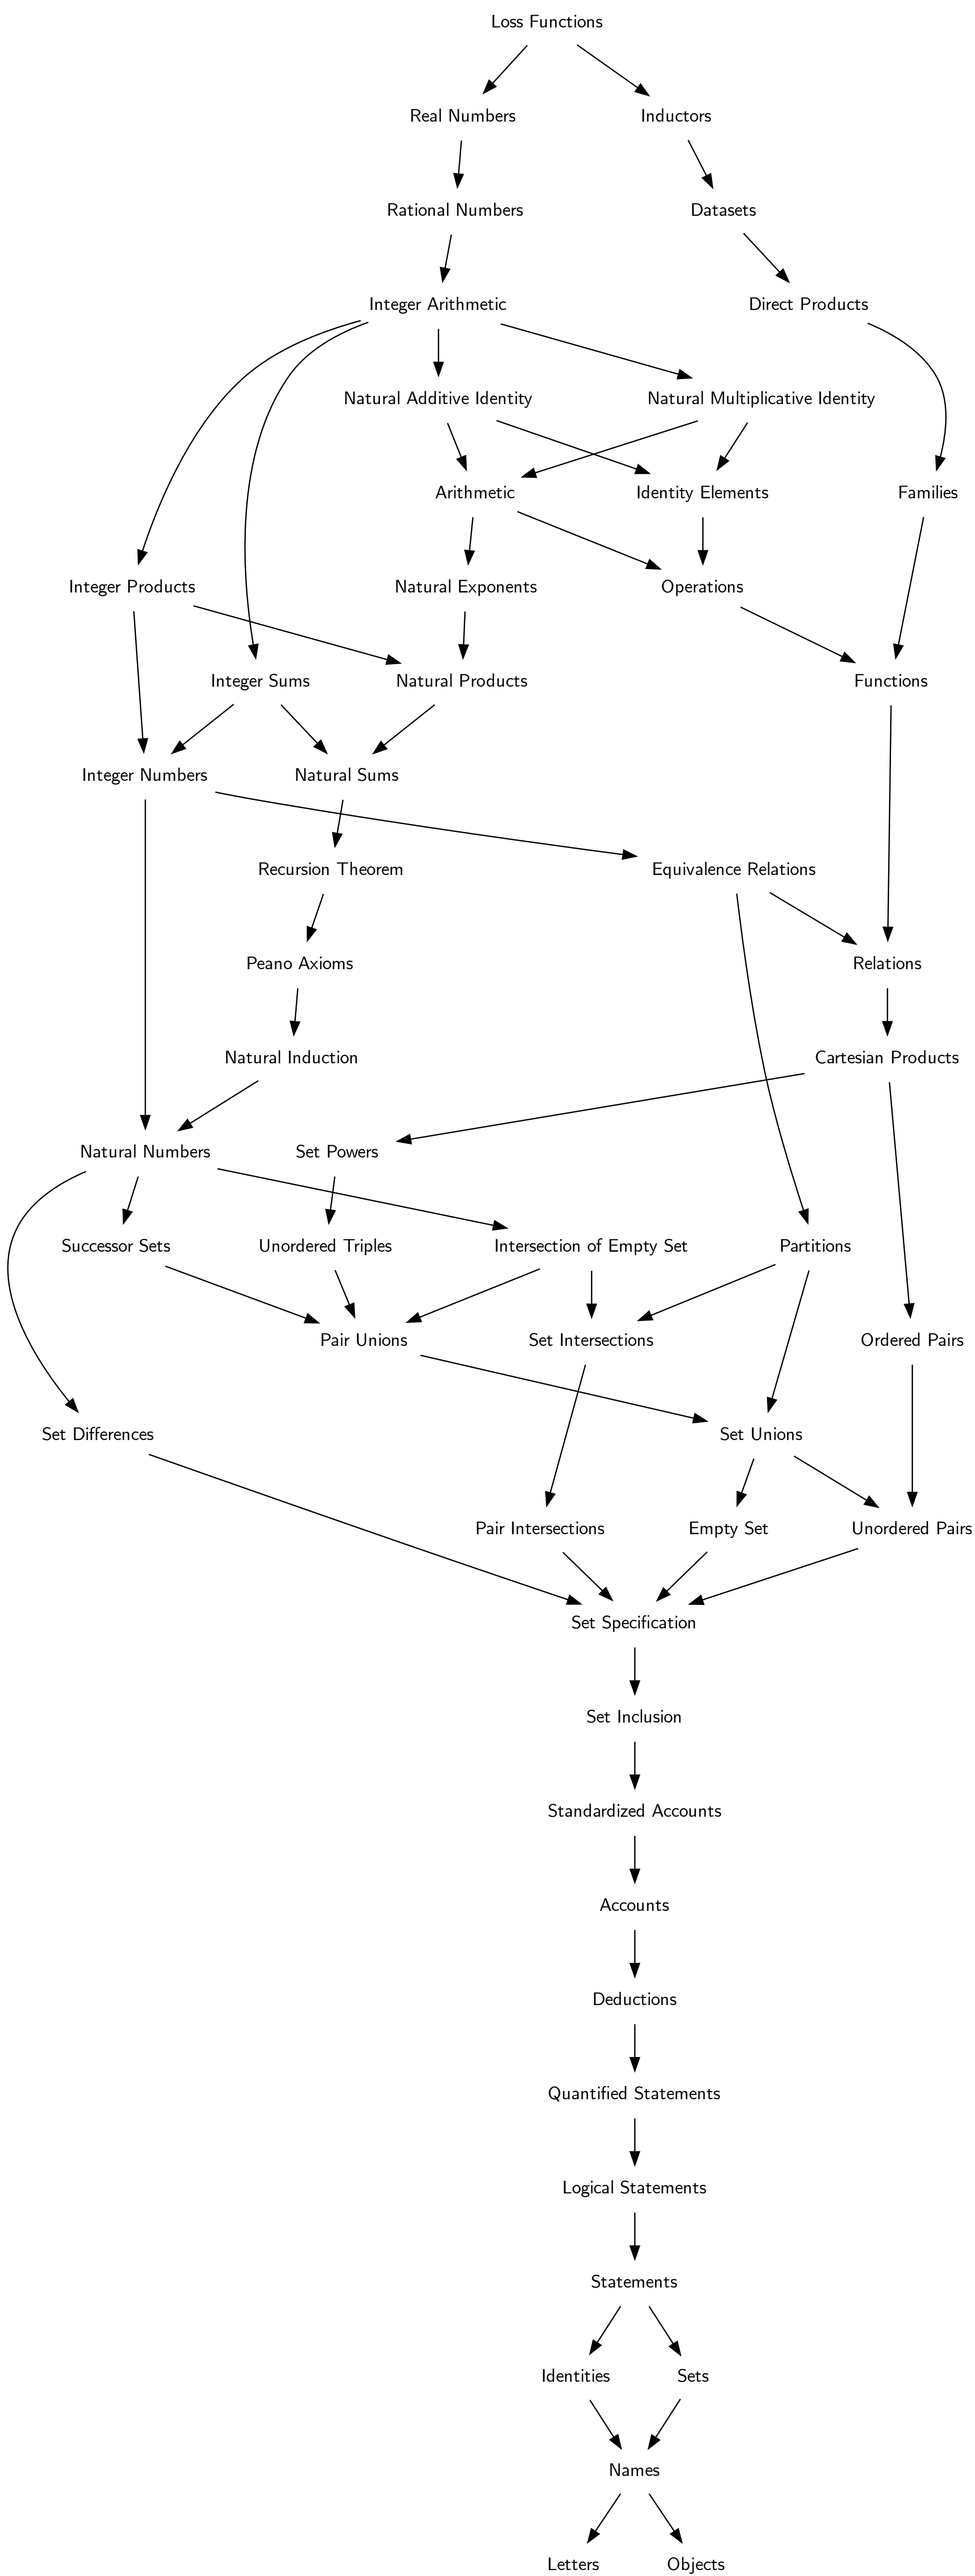 Loss Functions
Real Numbers
Inductors
Rational Numbers
Datasets
Integer Arithmetic
Direct Products
Natural Additive Identity
Natural Multiplicative Identity
Arithmetic
Identity Elements
Families
Integer Products
Natural Exponents
Operations
Integer Sums
Natural Products
Functions
Integer Numbers
Natural Sums
Recursion Theorem
Equivalence Relations
Peano Axioms
Relations
Natural Induction
Cartesian Products
Natural Numbers
Set Powers
Successor Sets
Unordered Triples
Intersection of Empty Set
Partitions
Pair Unions
Set Intersections
Ordered Pairs
Set Differences
Set Unions
Pair Intersections
Empty Set
Unordered Pairs
Set Specification
Set Inclusion
Standardized Accounts
Accounts
Deductions
Quantified Statements
Logical Statements
Statements
Identities
Sets
Names
Letters
Objects